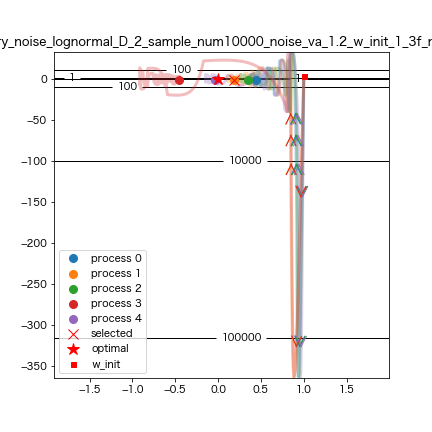 ry_noise_lognormal_D_2_sample_num10000_noise_va_1.2_w_init_1_3f_r
100
0
1
1
100
−50
−100
10000
−150
−200
−250
−300
100000
−350
process 0
process 1
process 2
process 3
process 4
selected
optimal
w_init
−1.5 −1.0 −0.5 0.0 0.5 1.0 1.5